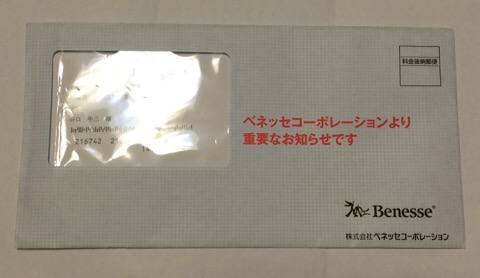 料金後納郵便
様
216742
ベネッセコーポレーションより
重要なお知らせです
Benesse®
株式会社ベネッセコーポレーション